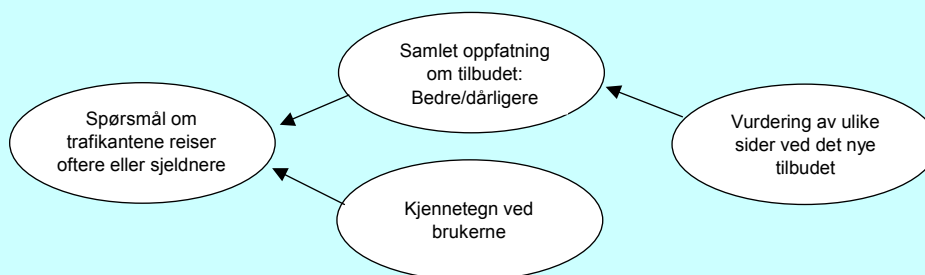 Samlet oppfatning
om tilbudet:
Bedre/dårligere
Spørsmål om
trafikantene reiser
oftere eller sjeldnere
Vurdering av ulike
sider ved det nye
tilbudet
Kjennetegn ved
brukerne